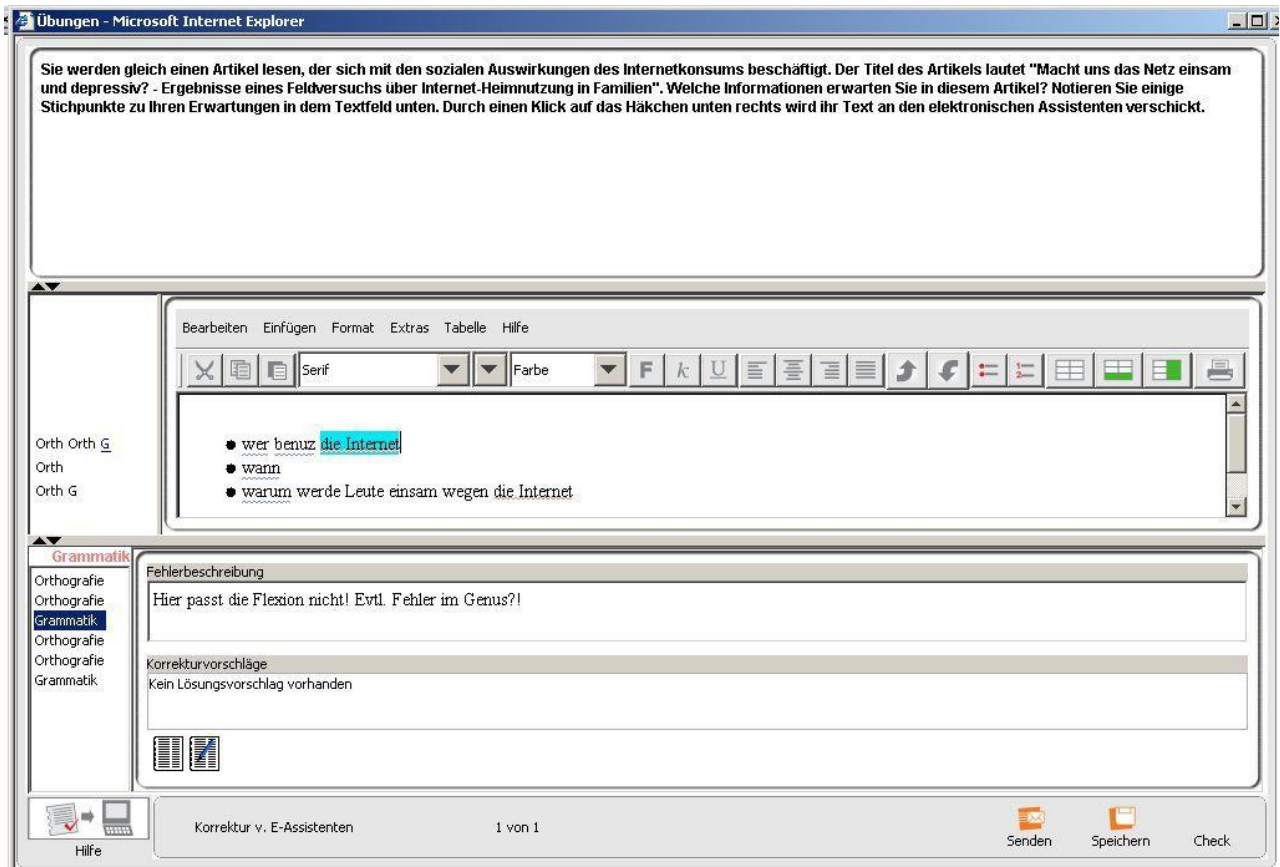 Übungen - Microsoft Internet Explorer
Sie werden gleich einen Artikel lesen, der sich mit den sozialen Auswirkungen des Internetkonsums beschäftigt. Der Titel des Artikels lautet "Macht uns das Netz einsam
und depressiv? - Ergebnisse eines Feldversuchs über Internet-Heimnutzung in Familien". Welche Informationen erwarten Sie in diesem Artikel? Notieren Sie einige
Stichpunkte zu Ihren Erwartungen in dem Textfeld unten. Durch einen Klick auf das Häkchen unten rechts wird ihr Text an den elektronischen Assistenten verschickt.
Bearbeiten Einfügen Format Extras Tabelle Hilfe
Serif Farbe F k U
Orth Orth G
wer benuz die Internet
Orth
wann
Orth G
warum werde Leute einsam wegen die Internet
Grammatik
Orthografie
Orthografie
Grammatik
Orthografie
Orthografie
Grammatik
Fehlerbeschreibung
Hier passt die Flexion nicht! Evtl. Fehler im Genus?!
Korrekturvorschläge
Kein Lösungsvorschlag vorhanden
Hilfe
Korrektur v. E-Assistenten
1 von 1
Senden
Speichern
Check